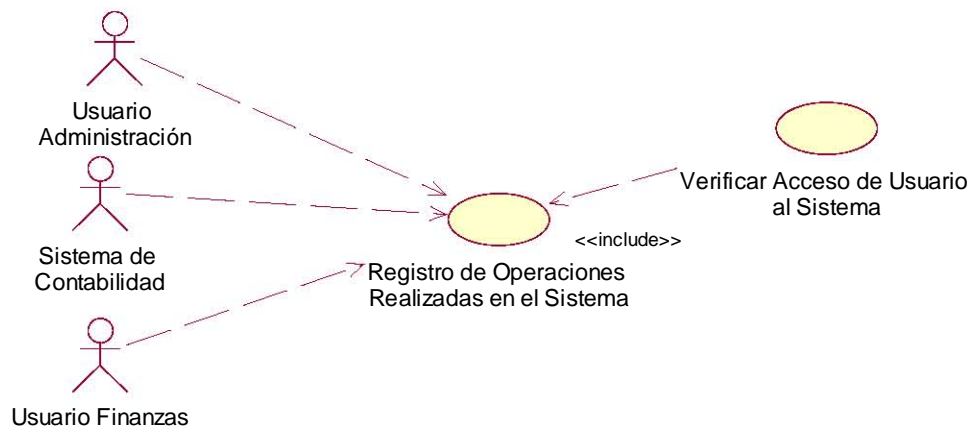 Usuario
Administración
Verificar Acceso de Usuario
al Sistema
Sistema de
Contabilidad
<<include>>
Registro de Operaciones
Realizadas en el Sistema
Usuario Finanzas